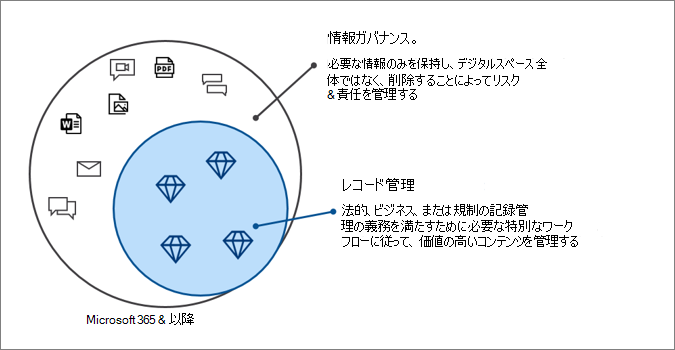 情報ガバナンス。
必要な情報のみを保持し、デジタルスペース全
体ではなく、削除することによってリスク
&責任を管理する
PDF
W
レコード管理
法的、ビジネス、または規制の記録管
理の義務を満たすために必要な特別なワーク
フローに従って、価値の高いコンテンツを管理する
Microsoft 365 & 以降